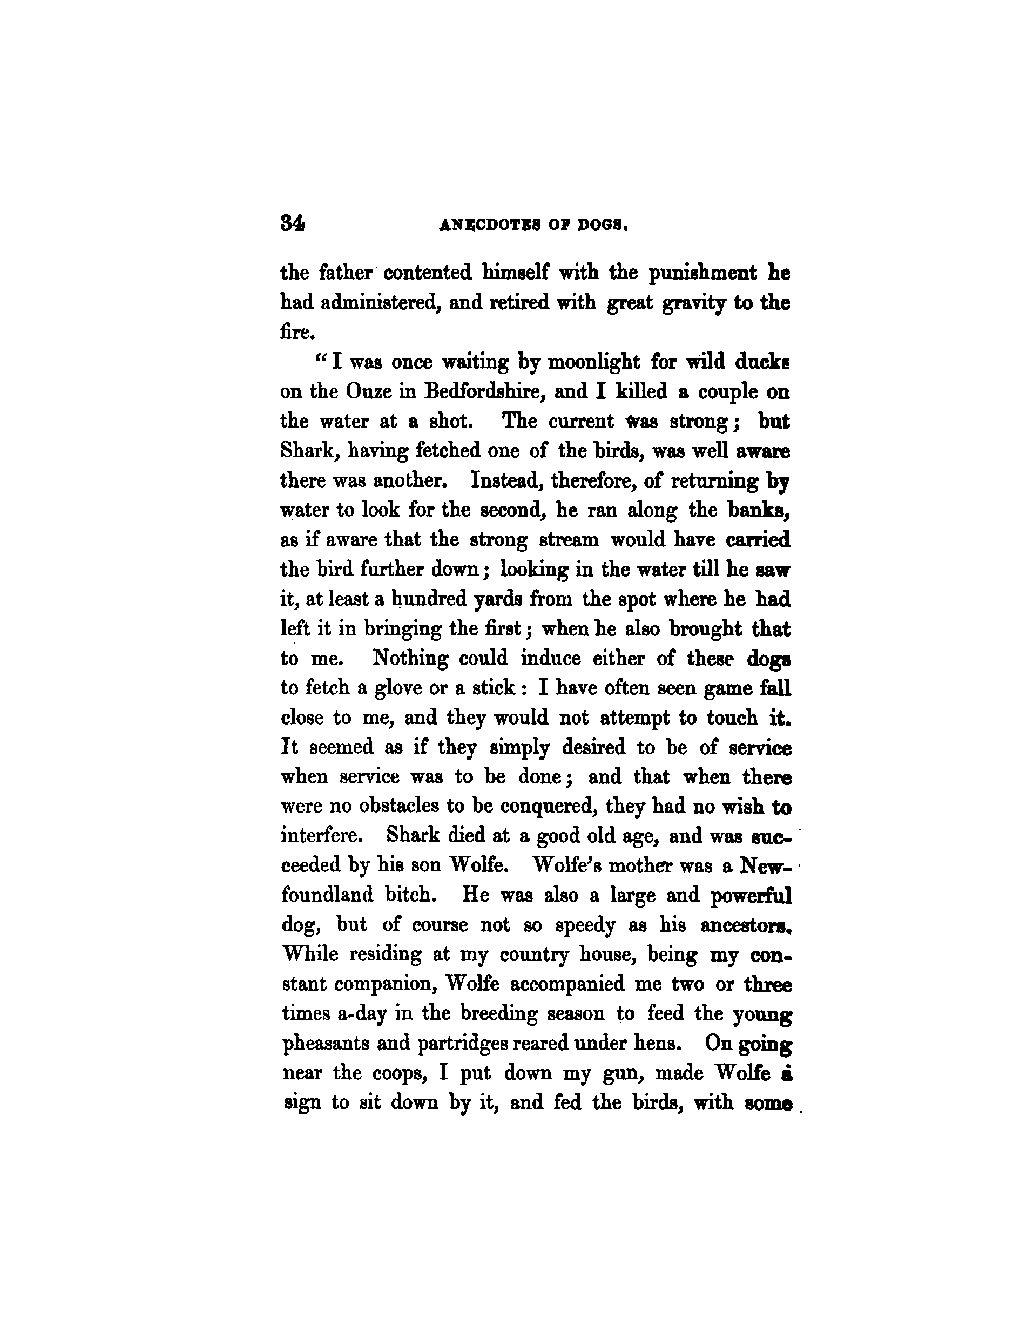 34 ANECDOTES OF DOGS.
the father contented himself with the punishment he
had administered, and retired with great gravity to the
fire.
“I was once waiting by moonlight for wild ducks
on the Ouze in Bedfordshire, and I killed a couple on
the water at a shot. The current was strong; but
Shark, having fetched one of the birds, was well aware
there was another. Instead, therefore, of returning by
water to look for the second, he ran along the banks,
as if aware that the strong stream would have carried
the bird further down; looking in the water till he saw
it, at least a hundred yards from the spot where he had
left it in bringing the first; when he also brought that
to me. Nothing could induce either of these dogs
to fetch a glove or a stick: I have often seen game fall
close to me, and they would not attempt to touch it.
It seemed as if they simply desired to be of service
when service was to be done; and that when there
were no obstacles to be conquered, they had no wish to
interfere. Shark died at a good old age, and was suc-
ceeded by his son Wolfe. Wolfe's mother was a New-
foundland bitch. He was also a large and powerful
dog, but of course not so speedy as his ancestors.
While residing at my country house, being my con-
stant companion, Wolfe accompanied me two or three
times a-day in the breeding season to feed the young
pheasants and partridges reared under hens. On going
near the coops, I put down my gun, made Wolfe a
sign to sit down by it, and fed the birds, with some